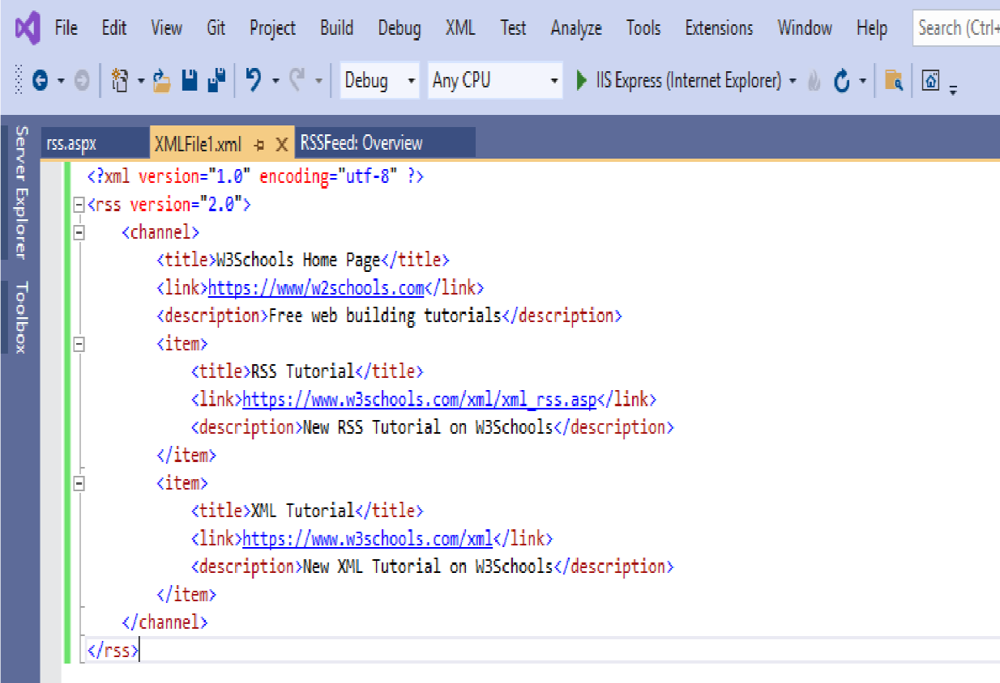 File Edit View Git Project Build Debug XML Test Analyze Tools Extensions Window Help Search (Ctrl+
Debug Any CPU IIS Express (Internet Explorer)
Server Explorer
Toolbox
rss.aspx XMLFile1.xml RSSFeed: Overview
<?xml version="1.0" encoding="utf-8" ?>
<rss version="2.0">
<channel>
<title>W3Schools Home Page</title>
<link>https://www/w2schools.com</link>
<description>Free web building tutorials</description>
<item>
<title>RSS Tutorial</title>
<link>https://www.w3schools.com/xml/xml_rss.asp</link>
<description>New RSS Tutorial on W3Schools</description>
</item>
<item>
<title>XML Tutorial</title>
<link>https://www.w3schools.com/xml</link>
<description>New XML Tutorial on W3Schools</description>
</item>
</channel>
</rss>